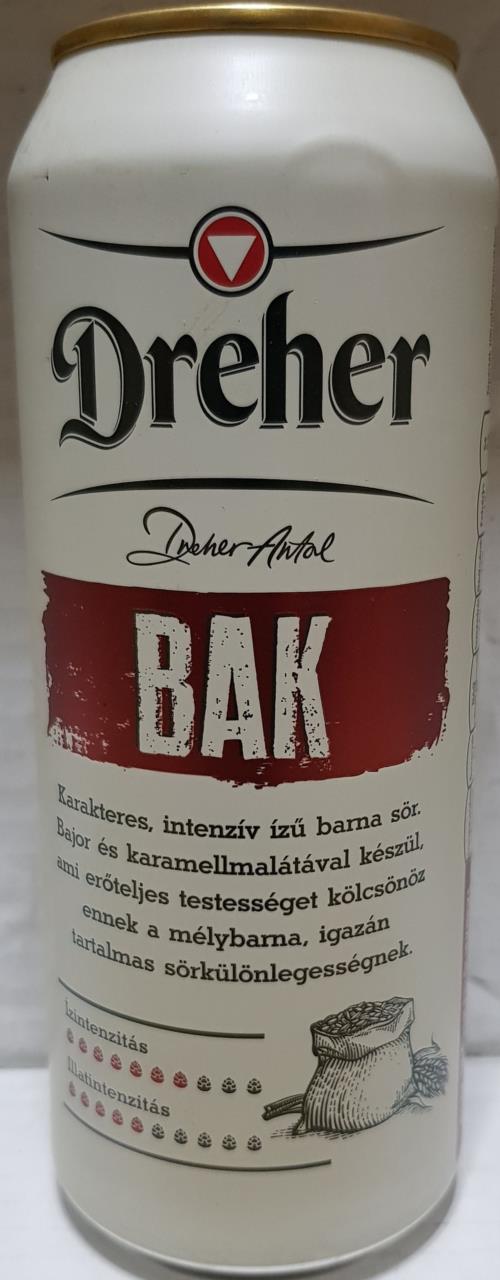 Dreher
Dreher Antal
BAK
Karakteres, intenzív ízű barna sör.
Bajor és karamellmalátával készül,
ami erőteljes testességet kölcsönöz
ennek a mélybarna, igazán
tartalmas sörkülönlegességnek.
Ízintenzitás
Illatintenzitás